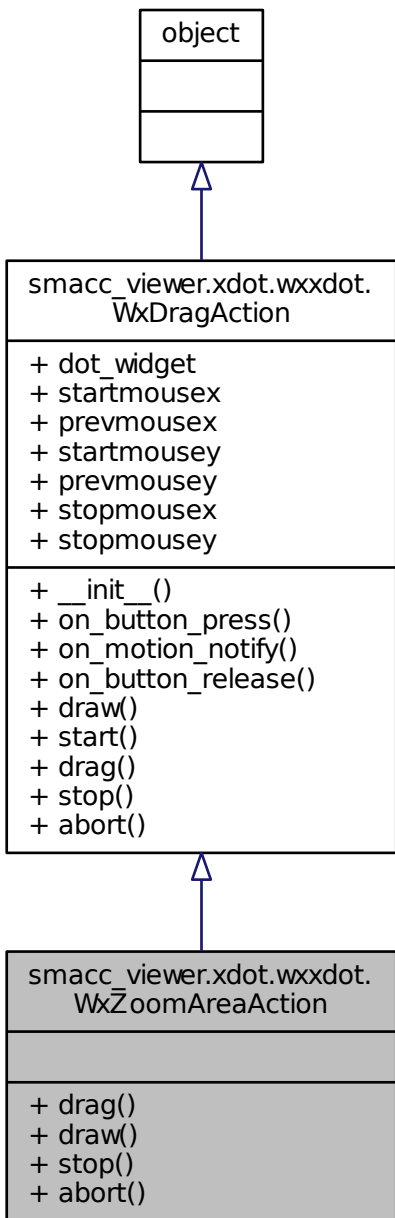 object
smacc_viewer.xdot.wxxdot.
WxDragAction
+ dot_widget
+ startmousex
+ prevmousex
+ startmousey
+ prevmousey
+ stopmousex
+ stopmousey
+ __init__()
+ on_button_press()
+ on_motion_notify()
+ on_button_release()
+ draw()
+ start()
+ drag()
+ stop()
+ abort()
smacc_viewer.xdot.wxxdot.
WxZoomAreaAction
+ drag()
+ draw()
+ stop()
+ abort()